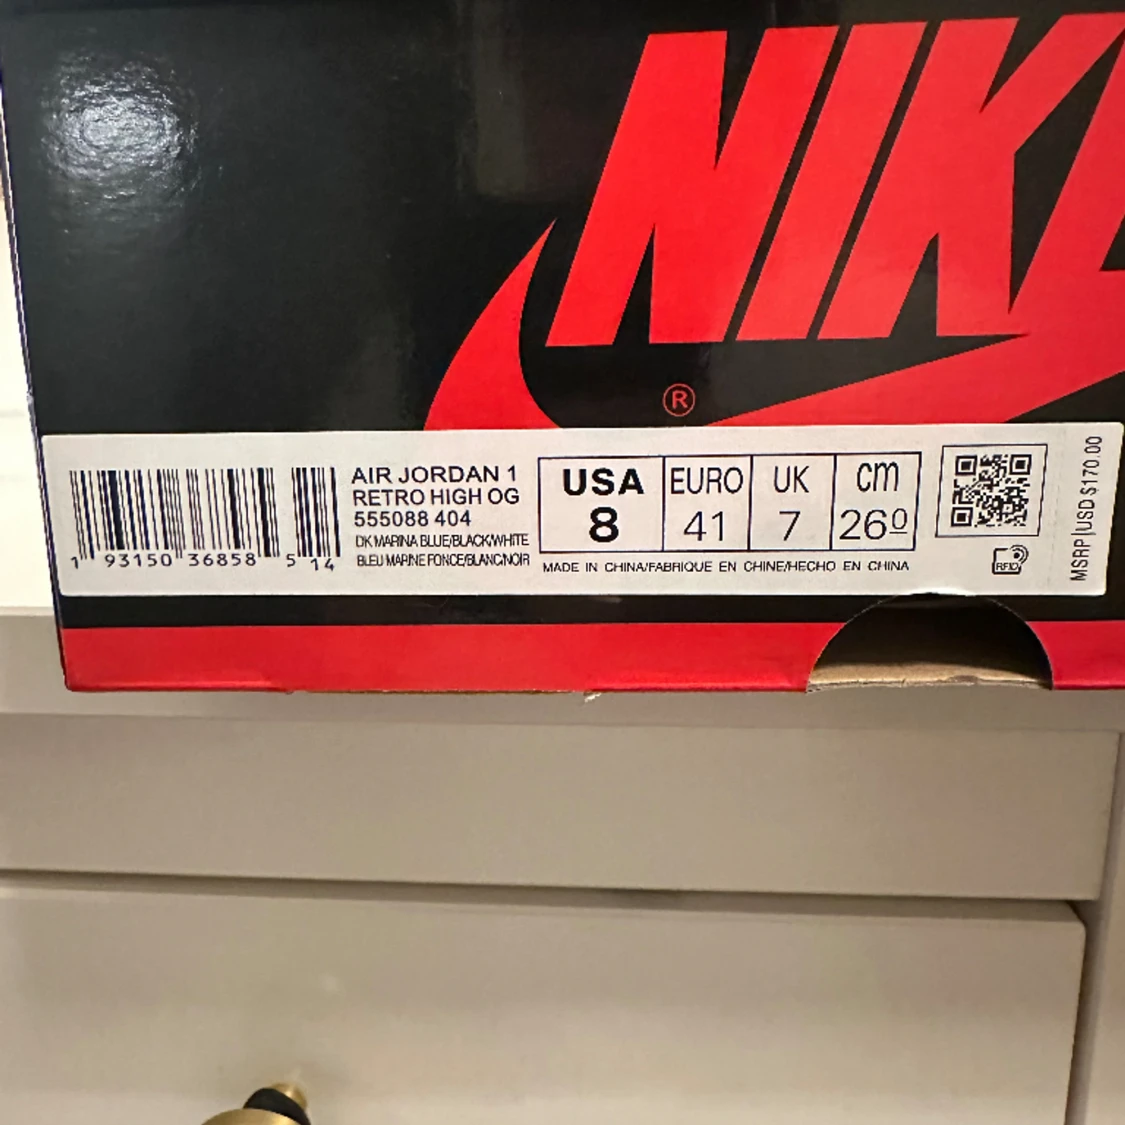 NIKE
®
AIR JORDAN 1
RETRO HIGH OG
555088 404
DK MARINA BLUE/BLACK/WHITE
BLEU MARINE FONCE/BLANC/NOIR
1 93150 36858 5 14
USA EURO UK cm
8 41 7 260
MADE IN CHINA/FABRIQUE EN CHINE/HECHO EN CHINA
RFID
MSRP|USD $170.00